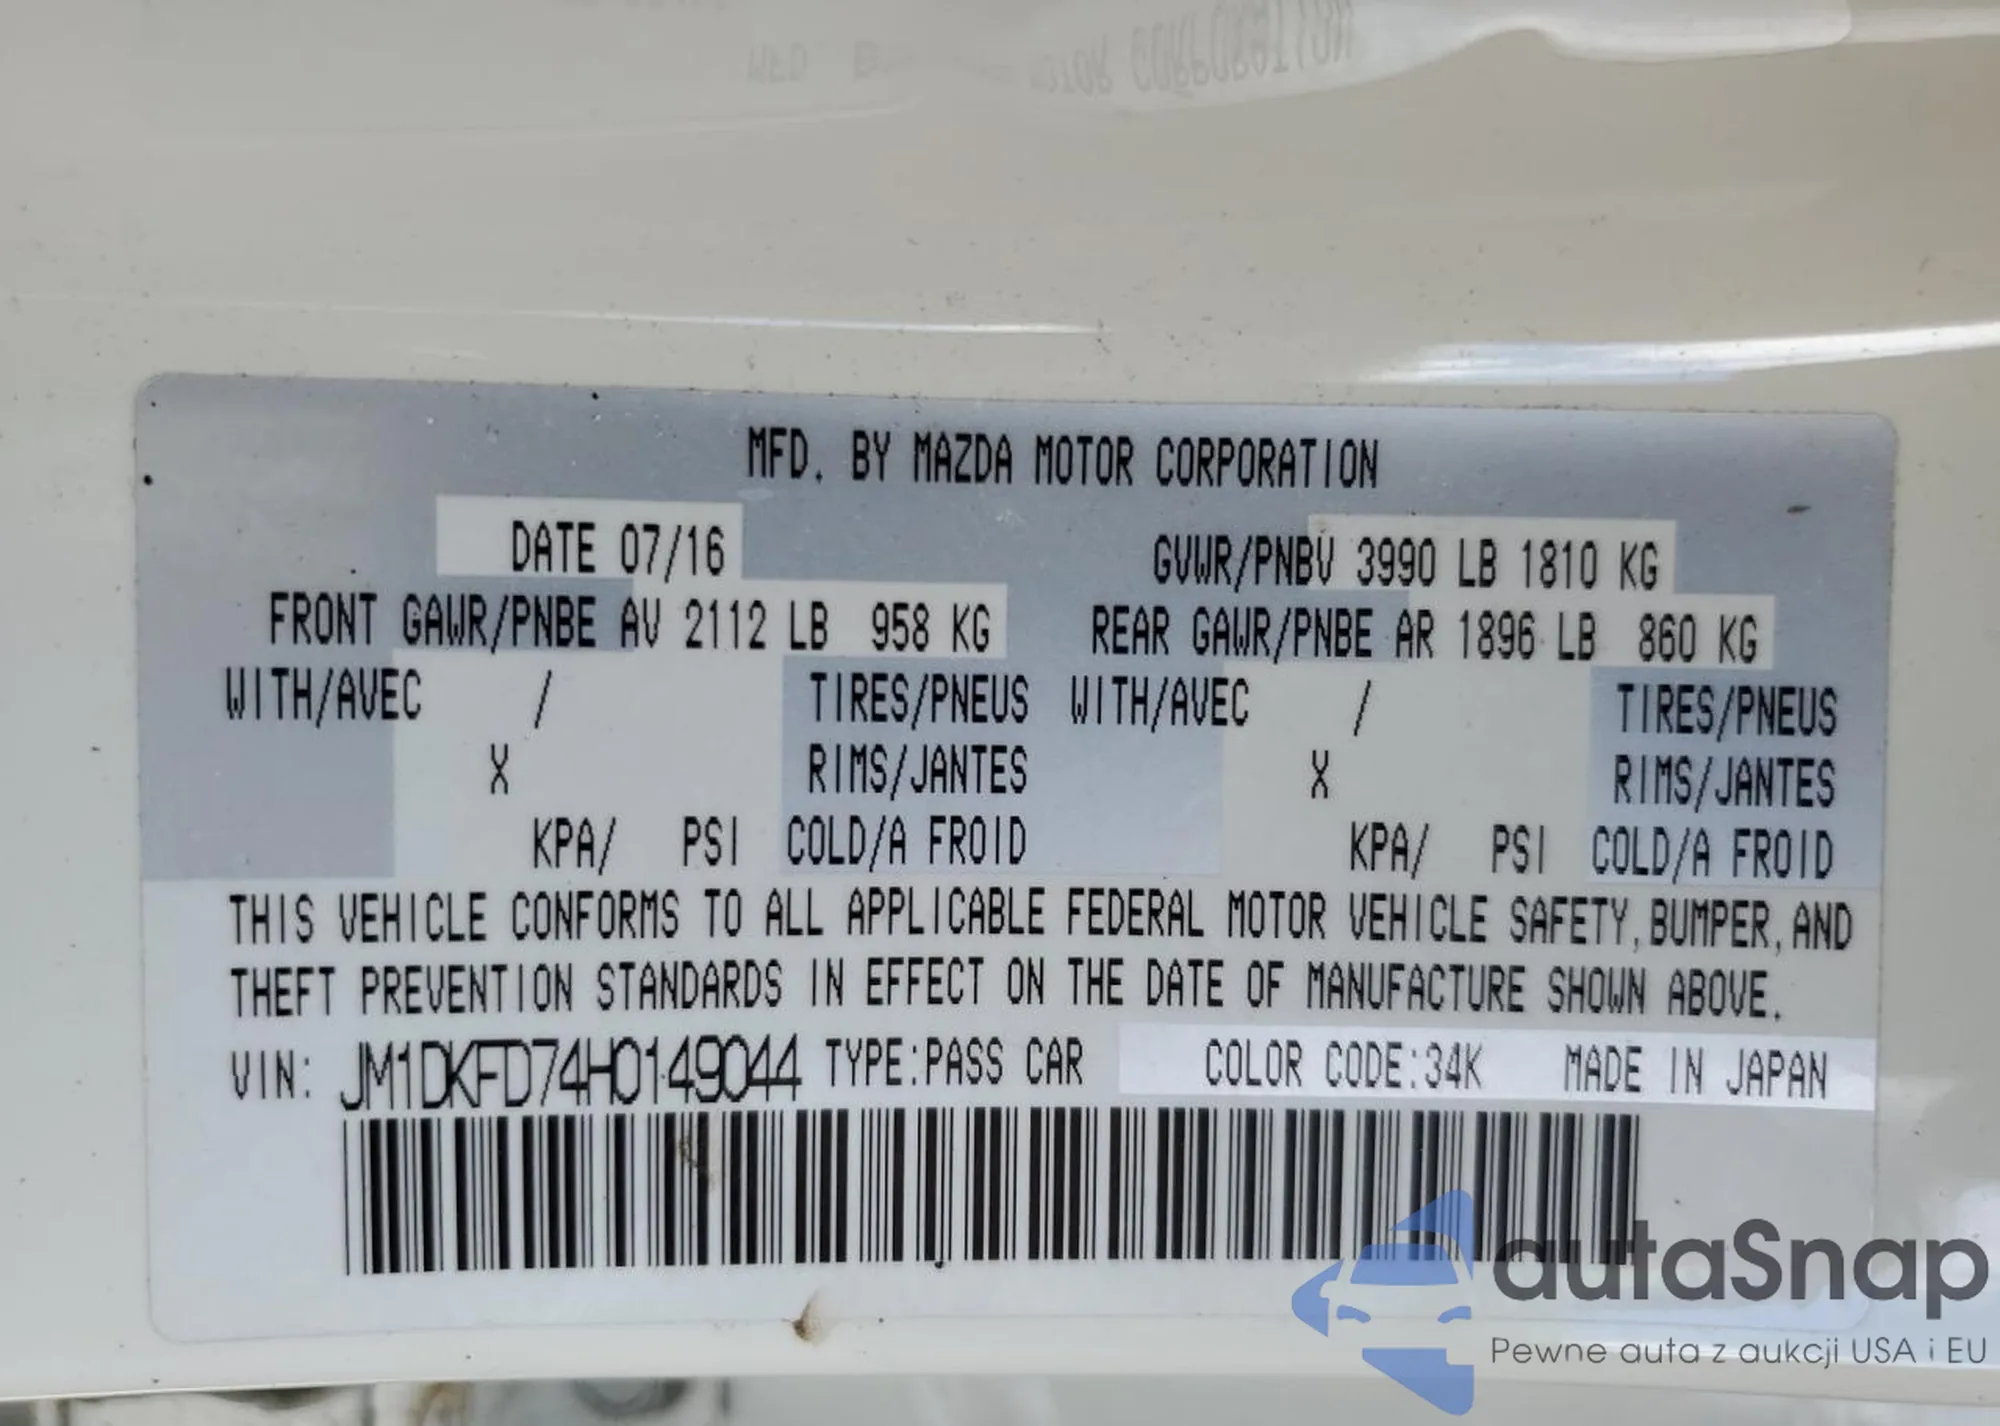 MFD. BY MAZDA MOTOR CORPORATION
DATE 07/16 GVWR/PNBV 3990 LB 1810 KG
FRONT GAWR/PNBE AV 2112 LB 958 KG REAR GAWR/PNBE AR 1896 LB 860 KG
WITH/AVEC / TIRES/PNEUS WITH/AVEC / TIRES/PNEUS
X RIMS/JANTES X RIMS/JANTES
KPA/ PSI COLD/A FROID KPA/ PSI COLD/A FROID
THIS VEHICLE CONFORMS TO ALL APPLICABLE FEDERAL MOTOR VEHICLE SAFETY, BUMPER, AND
THEFT PREVENTION STANDARDS IN EFFECT ON THE DATE OF MANUFACTURE SHOWN ABOVE.
VIN: JM1DKFD74H0149044 TYPE:PASS CAR COLOR CODE:34K MADE IN JAPAN
autaSnap
Pewne auta z aukcji USA i EU